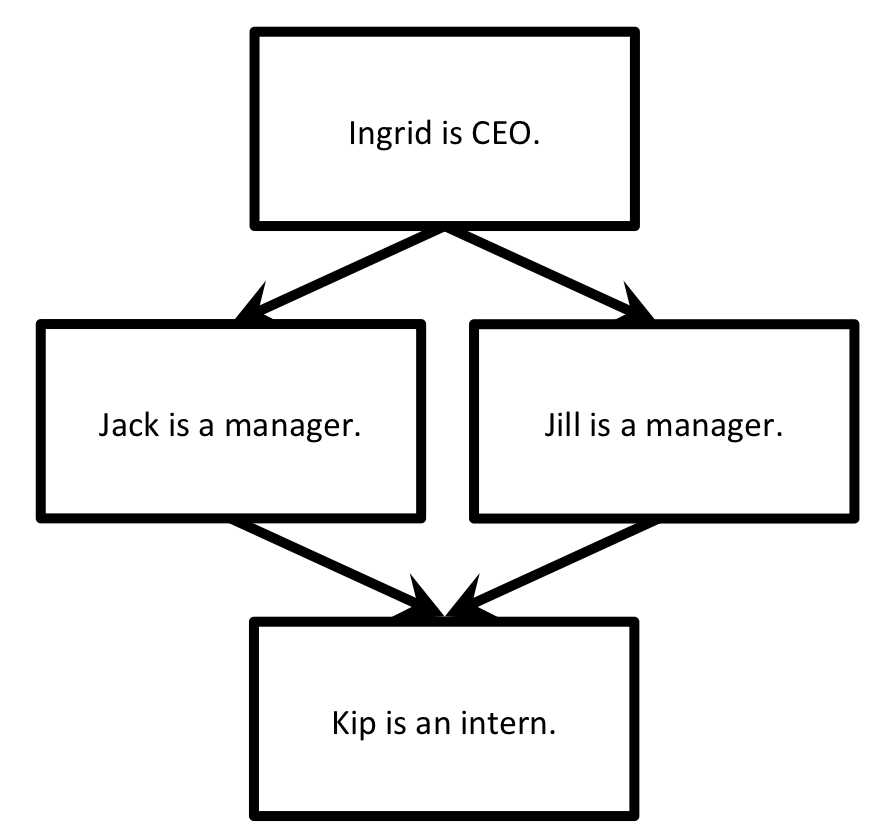 Ingrid is CEO.
Jack is a manager.
Jill is a manager.
Kip is an intern.